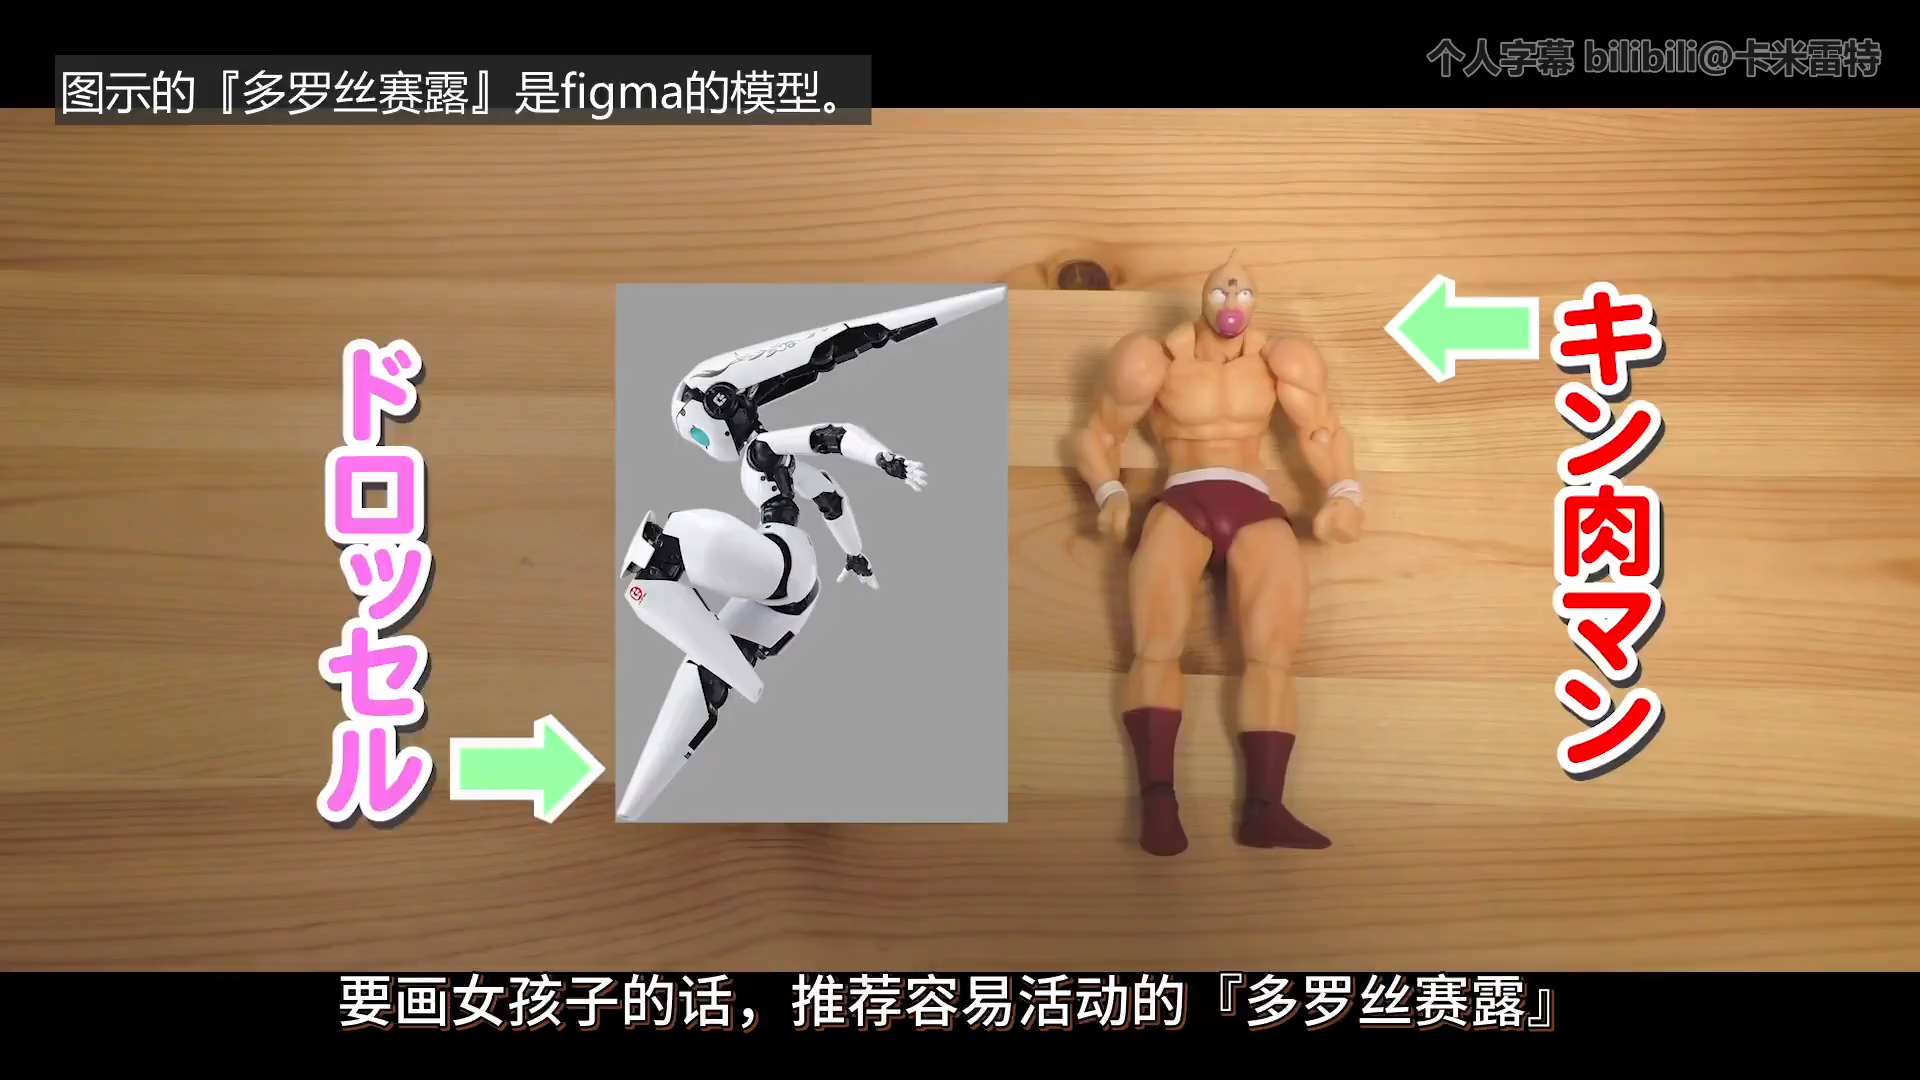 个人字幕 bilibili@卡米雷特
图示的『多罗丝赛露』是figma的模型。
ドロッセル
キン肉マン
要画女孩子的话，推荐容易活动的『多罗丝赛露』